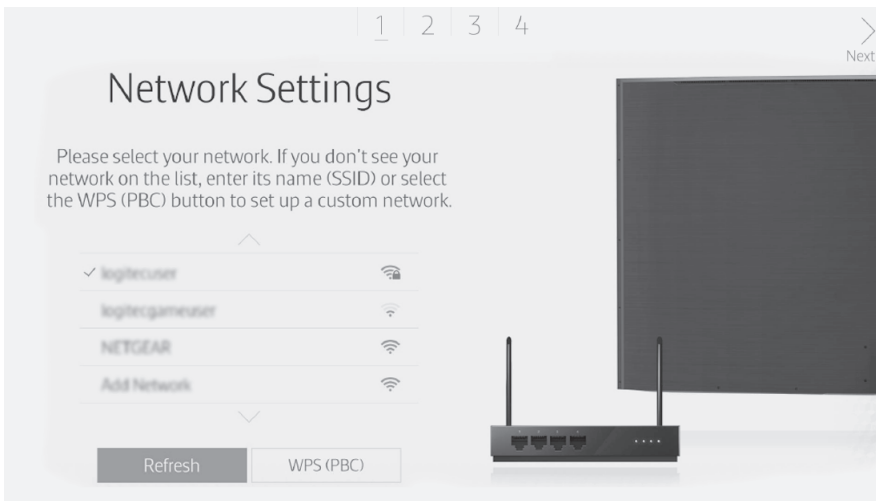 1 2 3 4
Next
Network Settings
Please select your network. If you don't see your
network on the list, enter its name (SSID) or select
the WPS (PBC) button to set up a custom network.
logitecuser
logitecgameuser
NETGEAR
Add Network
Refresh WPS (PBC)